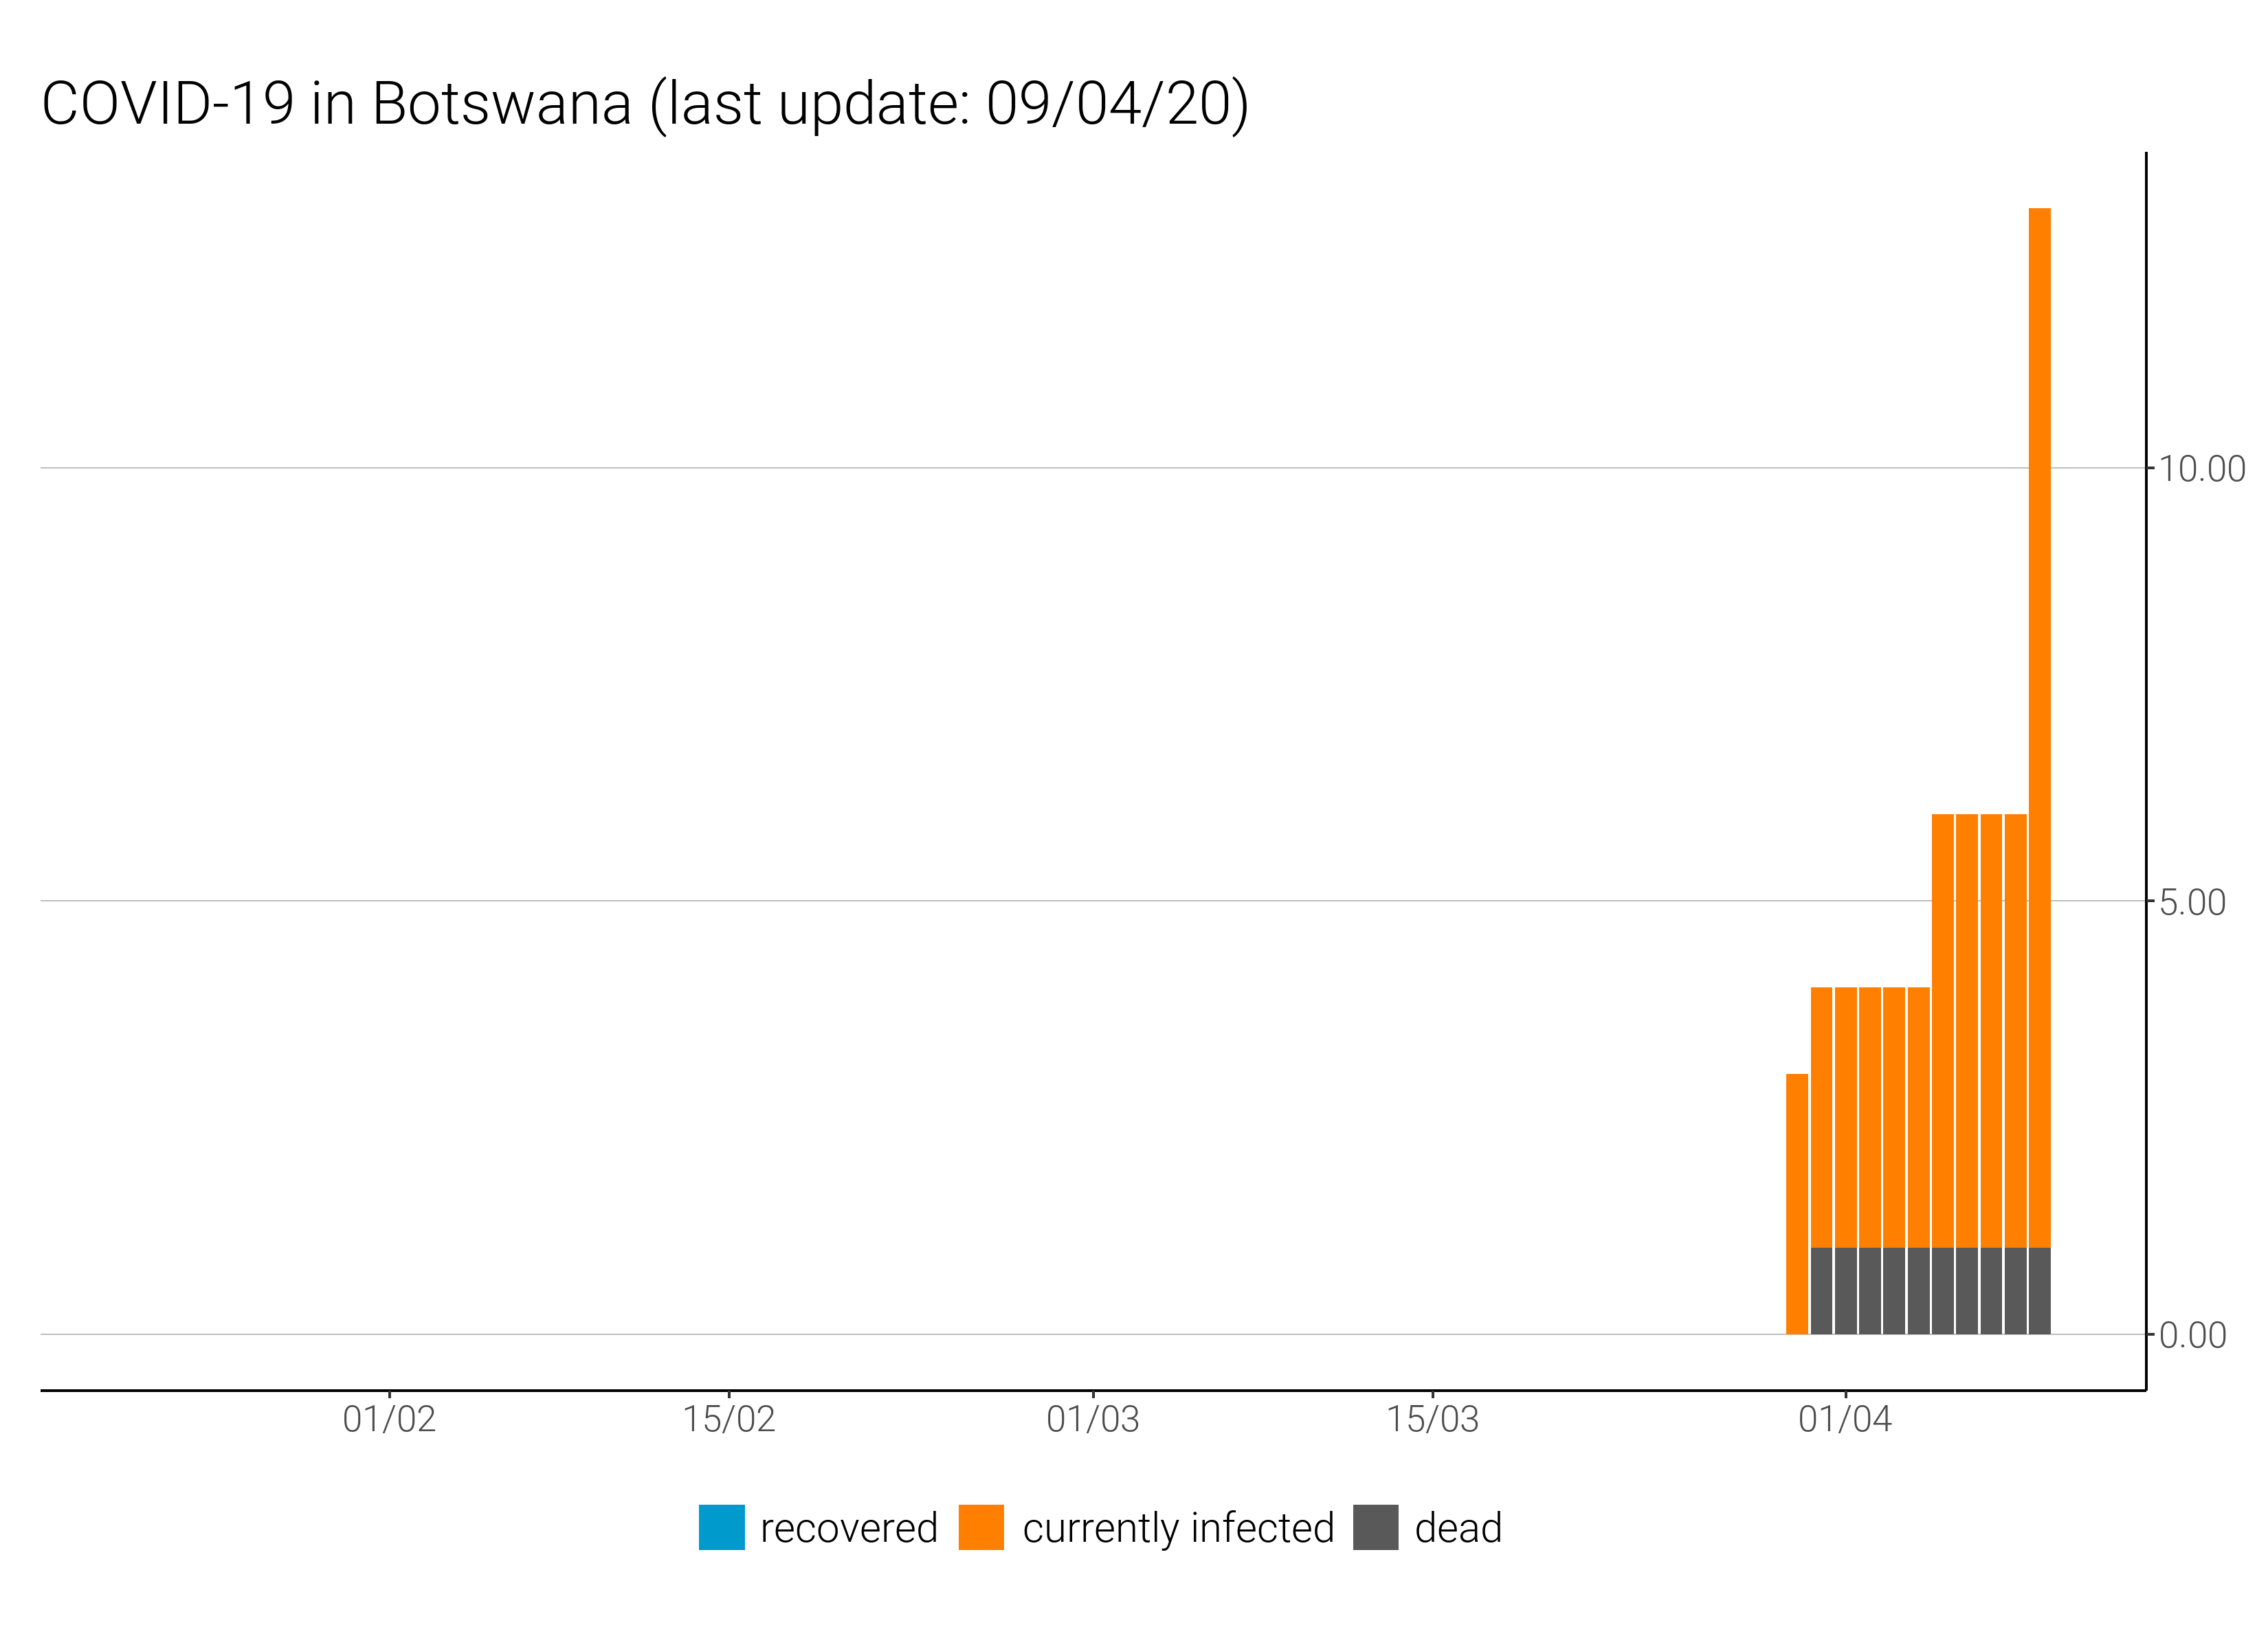 COVID-19 in Botswana (last update: 09/04/20)
10.00
5.00
0.00
01/02 15/02 01/03 15/03 01/04
recovered currently infected dead